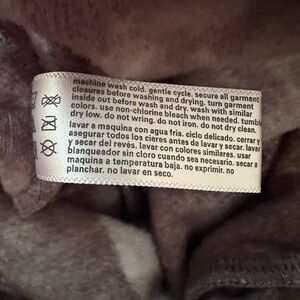 machine wash cold. gentle cycle. secure all garment
closures before washing and drying. turn garment
inside out before wash and dry. wash with similar
colors. use non-chlorine bleach when needed. tumble
dry low. do not wring. do not iron. do not dry clean.
lavar a maquina con agua fria. ciclo delicado. cerrar y
asegurar todos los cierres antes de lavar y secar. lavar
y secar del revés. lavar con colores similares. usar
blanqueador sin cloro cuando sea necesario. secar a
maquina a temperatura baja. no exprimir. no
planchar. no lavar en seco.